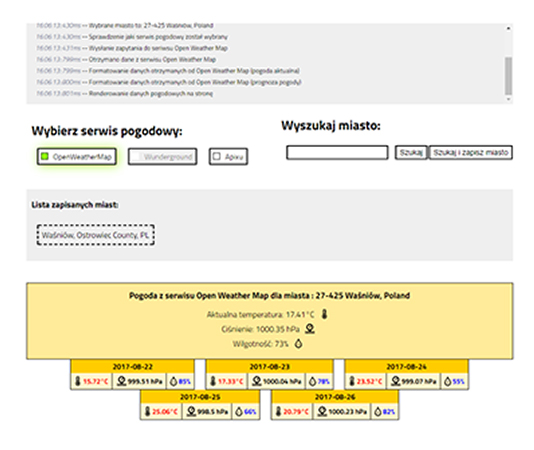 16:06:13:430ms -- Wybrane miasto to: 27-425 Waśniów, Poland
16:06:13:430ms -- Sprawdzenie jaki serwis pogodowy został wybrany
16:06:13:431ms -- Wysłanie zapytania do serwisu Open Weather Map
16:06:13:799ms -- Otrzymano dane z serwisu Open Weather Map
16:06:13:799ms -- Formatowanie danych otrzymanych od Open Weather Map (pogoda aktualna)
16:06:13:800ms -- Formatowanie danych otrzymanych od Open Weather Map (prognoza pogody)
16:06:13:801ms -- Renderowanie danych pogodowych na stronę
Wybierz serwis pogodowy:
OpenWeatherMap Wunderground Apixu
Wyszukaj miasto:
Szukaj Szukaj i zapisz miasto
Lista zapisanych miast:
Waśniów, Ostrowiec County, PL
Pogoda z serwisu Open Weather Map dla miasta : 27-425 Waśniów, Poland
Aktualna temperatura: 17.41°C
Ciśnienie: 1000.35 hPa
Wilgotność: 73%
2017-08-22 2017-08-23 2017-08-24
15.72°C 999.51 hPa 85% 17.33°C 1000.04 hPa 78% 23.52°C 999.07 hPa 55%
2017-08-25 2017-08-26
25.06°C 998.5 hPa 66% 20.79°C 1000.23 hPa 82%